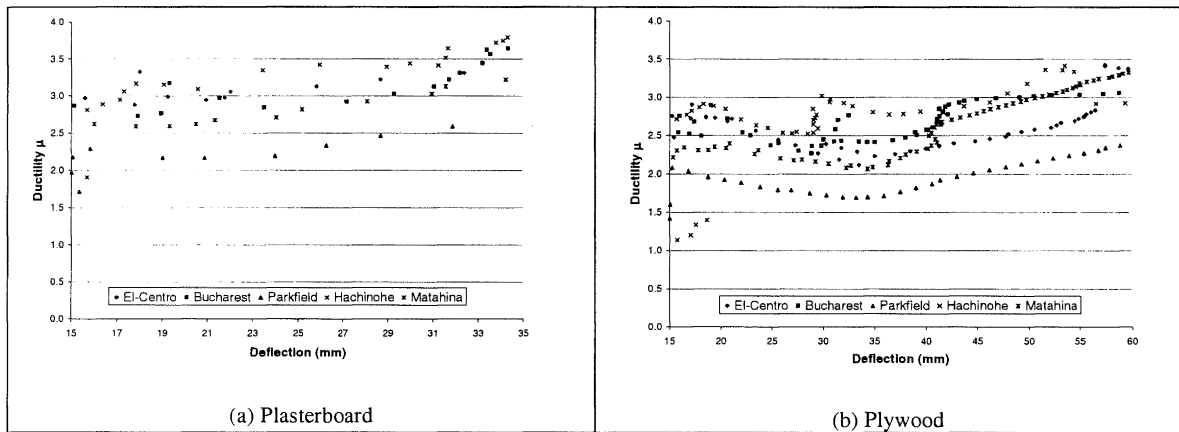 4.0
3.5
3.0
2.5
2.0
1.5
1.0
0.5
0.0
Ductility µ
El-Centro Bucharest Parkfield Hachinohe Matahina
15 17 19 21 23 25 27 29 31 33 35
Deflection (mm)
(a) Plasterboard
4.0
3.5
3.0
2.5
2.0
1.5
1.0
0.5
0.0
Ductility µ
El-Centro Bucharest Parkfield Hachinohe Matahina
15 20 25 30 35 40 45 50 55 60
Deflection (mm)
(b) Plywood